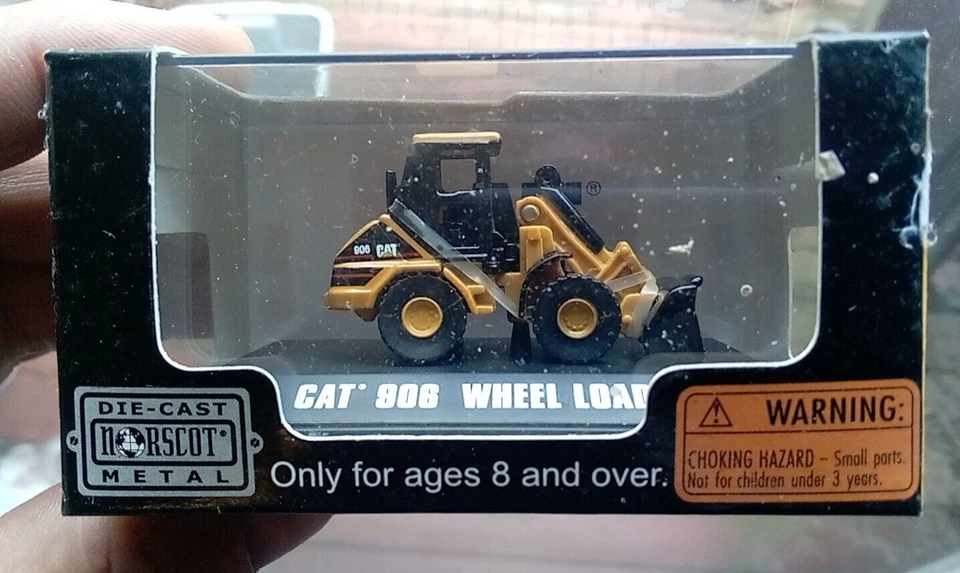 ®
906 CAT
CAT® 906 WHEEL LOAD
DIE-CAST
NORSCOT®
METAL
Only for ages 8 and over.
WARNING:
CHOKING HAZARD – Small parts.
Not for children under 3 years.